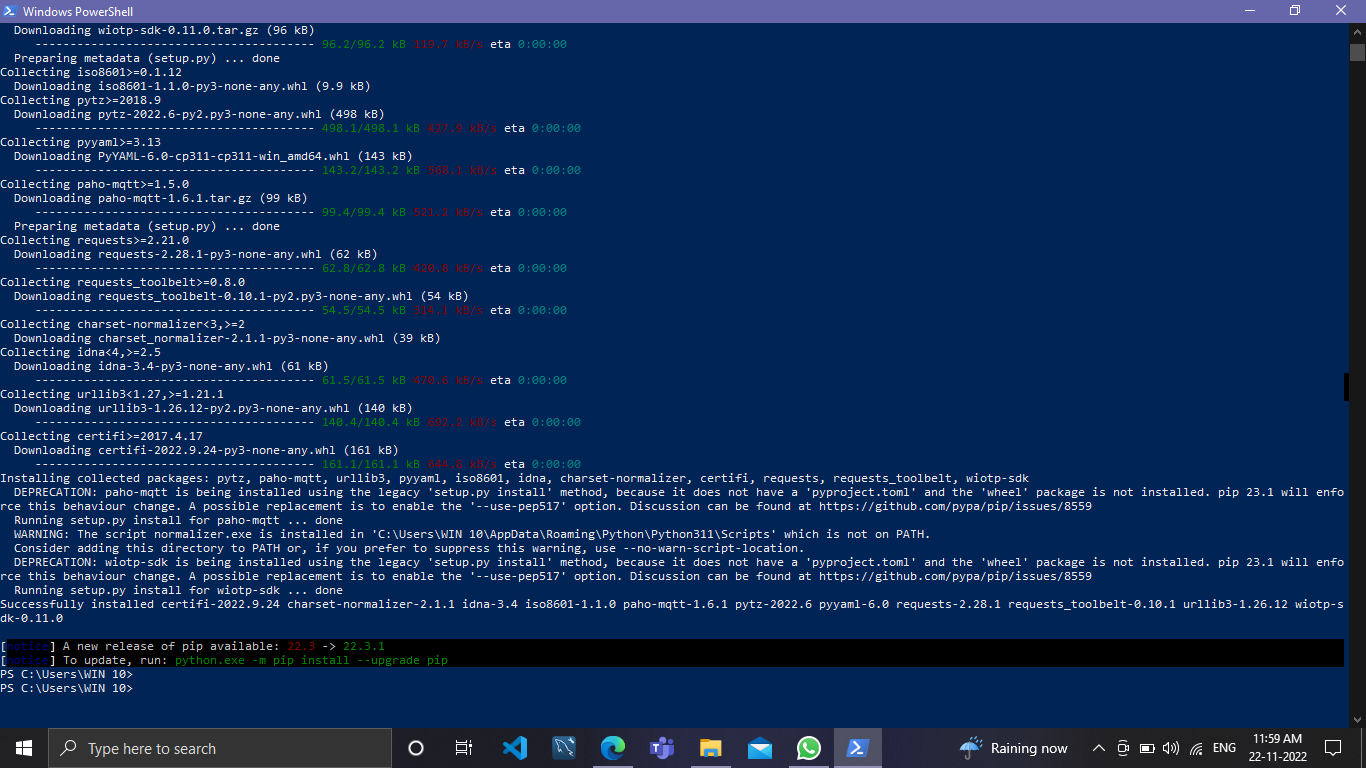 Windows PowerShell
Downloading wiotp-sdk-0.11.0.tar.gz (96 kB)
---------------------------------------- 96.2/96.2 kB 119.7 kB/s eta 0:00:00
Preparing metadata (setup.py) ... done
Collecting iso8601>=0.1.12
Downloading iso8601-1.1.0-py3-none-any.whl (9.9 kB)
Collecting pytz>=2018.9
Downloading pytz-2022.6-py2.py3-none-any.whl (498 kB)
---------------------------------------- 498.1/498.1 kB 427.9 kB/s eta 0:00:00
Collecting pyyaml>=3.13
Downloading PyYAML-6.0-cp311-cp311-win_amd64.whl (143 kB)
---------------------------------------- 143.2/143.2 kB 568.1 kB/s eta 0:00:00
Collecting paho-mqtt>=1.5.0
Downloading paho-mqtt-1.6.1.tar.gz (99 kB)
---------------------------------------- 99.4/99.4 kB 521.2 kB/s eta 0:00:00
Preparing metadata (setup.py) ... done
Collecting requests>=2.21.0
Downloading requests-2.28.1-py3-none-any.whl (62 kB)
---------------------------------------- 62.8/62.8 kB 420.8 kB/s eta 0:00:00
Collecting requests_toolbelt>=0.8.0
Downloading requests_toolbelt-0.10.1-py2.py3-none-any.whl (54 kB)
---------------------------------------- 54.5/54.5 kB 314.1 kB/s eta 0:00:00
Collecting charset-normalizer<3,>=2
Downloading charset_normalizer-2.1.1-py3-none-any.whl (39 kB)
Collecting idna<4,>=2.5
Downloading idna-3.4-py3-none-any.whl (61 kB)
---------------------------------------- 61.5/61.5 kB 470.6 kB/s eta 0:00:00
Collecting urllib3<1.27,>=1.21.1
Downloading urllib3-1.26.12-py2.py3-none-any.whl (140 kB)
---------------------------------------- 140.4/140.4 kB 692.2 kB/s eta 0:00:00
Collecting certifi>=2017.4.17
Downloading certifi-2022.9.24-py3-none-any.whl (161 kB)
---------------------------------------- 161.1/161.1 kB 644.8 kB/s eta 0:00:00
Installing collected packages: pytz, paho-mqtt, urllib3, pyyaml, iso8601, idna, charset-normalizer, certifi, requests, requests_toolbelt, wiotp-sdk
DEPRECATION: paho-mqtt is being installed using the legacy 'setup.py install' method, because it does not have a 'pyproject.toml' and the 'wheel' package is not installed. pip 23.1 will enfo
rce this behaviour change. A possible replacement is to enable the '--use-pep517' option. Discussion can be found at https://github.com/pypa/pip/issues/8559
Running setup.py install for paho-mqtt ... done
WARNING: The script normalizer.exe is installed in 'C:\Users\WIN 10\AppData\Roaming\Python\Python311\Scripts' which is not on PATH.
Consider adding this directory to PATH or, if you prefer to suppress this warning, use --no-warn-script-location.
DEPRECATION: wiotp-sdk is being installed using the legacy 'setup.py install' method, because it does not have a 'pyproject.toml' and the 'wheel' package is not installed. pip 23.1 will enfo
rce this behaviour change. A possible replacement is to enable the '--use-pep517' option. Discussion can be found at https://github.com/pypa/pip/issues/8559
Running setup.py install for wiotp-sdk ... done
Successfully installed certifi-2022.9.24 charset-normalizer-2.1.1 idna-3.4 iso8601-1.1.0 paho-mqtt-1.6.1 pytz-2022.6 pyyaml-6.0 requests-2.28.1 requests_toolbelt-0.10.1 urllib3-1.26.12 wiotp-s
dk-0.11.0
[notice] A new release of pip available: 22.3 -> 22.3.1
[notice] To update, run: python.exe -m pip install --upgrade pip
PS C:\Users\WIN 10>
PS C:\Users\WIN 10>
Type here to search
Raining now
ENG
11:59 AM
22-11-2022